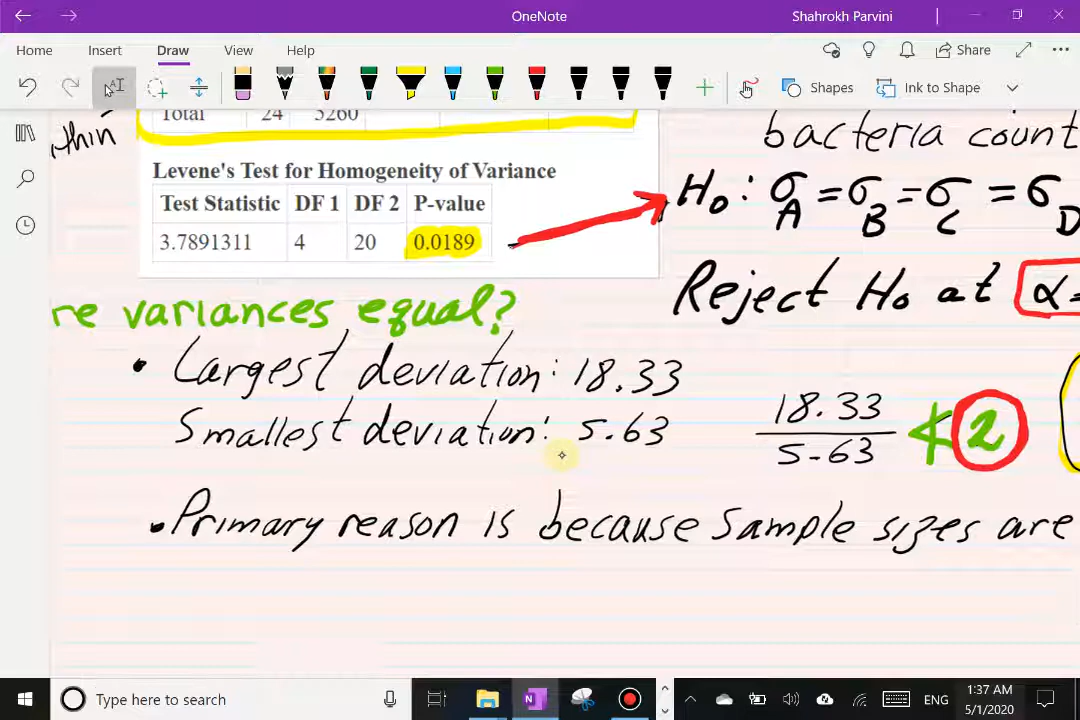 OneNote
Shahrokh Parvini
Home Insert Draw View Help
Share
Shapes
Ink to Shape
Total 24 5260
ithin
bacteria count
Levene's Test for Homogeneity of Variance
Test Statistic DF 1 DF 2 P-value
3.7891311 4 20 0.0189
H₀: σA = σB = σC = σD
Reject H₀ at α=
re variances equal?
• Largest deviation: 18.33
Smallest deviation: 5.63
18.33
5.63
≮ 2
• Primary reason is because Sample sizes are
Type here to search
ENG
1:37 AM
5/1/2020